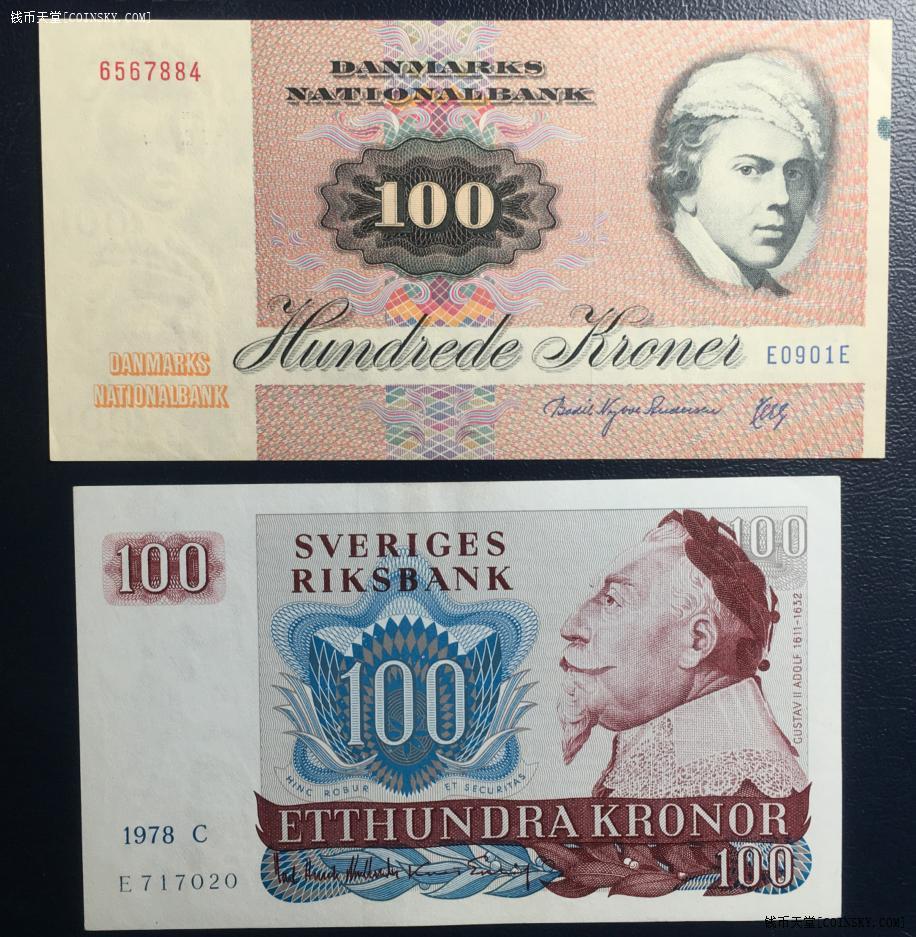 钱币天堂[COINSKY.COM]
6567884
DANMARKS
NATIONALBANK
100
Hundrede Kroner
E0901E
DANMARKS
NATIONALBANK
100
SVERIGES
RIKSBANK
100
100
GUSTAV II ADOLF 1611-1632
HINC ROBUR ET SECURITAS
ETTHUNDRA KRONOR
1978 C
100
E717020
钱币天堂[COINSKY.COM]